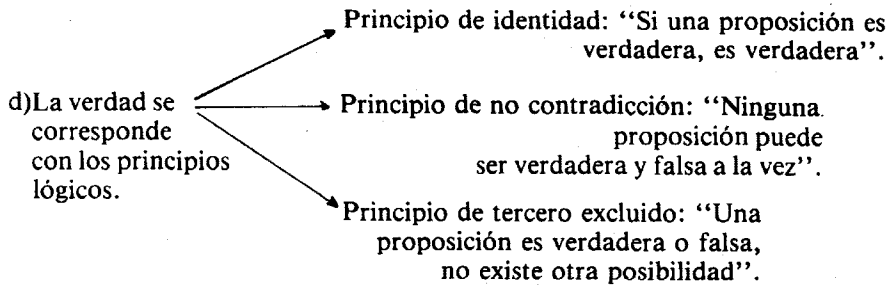 d)La verdad se
corresponde
con los principios
lógicos.
Principio de identidad: “Si una proposición es
verdadera, es verdadera”.
Principio de no contradicción: “Ninguna
proposición puede
ser verdadera y falsa a la vez”.
Principio de tercero excluido: “Una
proposición es verdadera o falsa,
no existe otra posibilidad”.